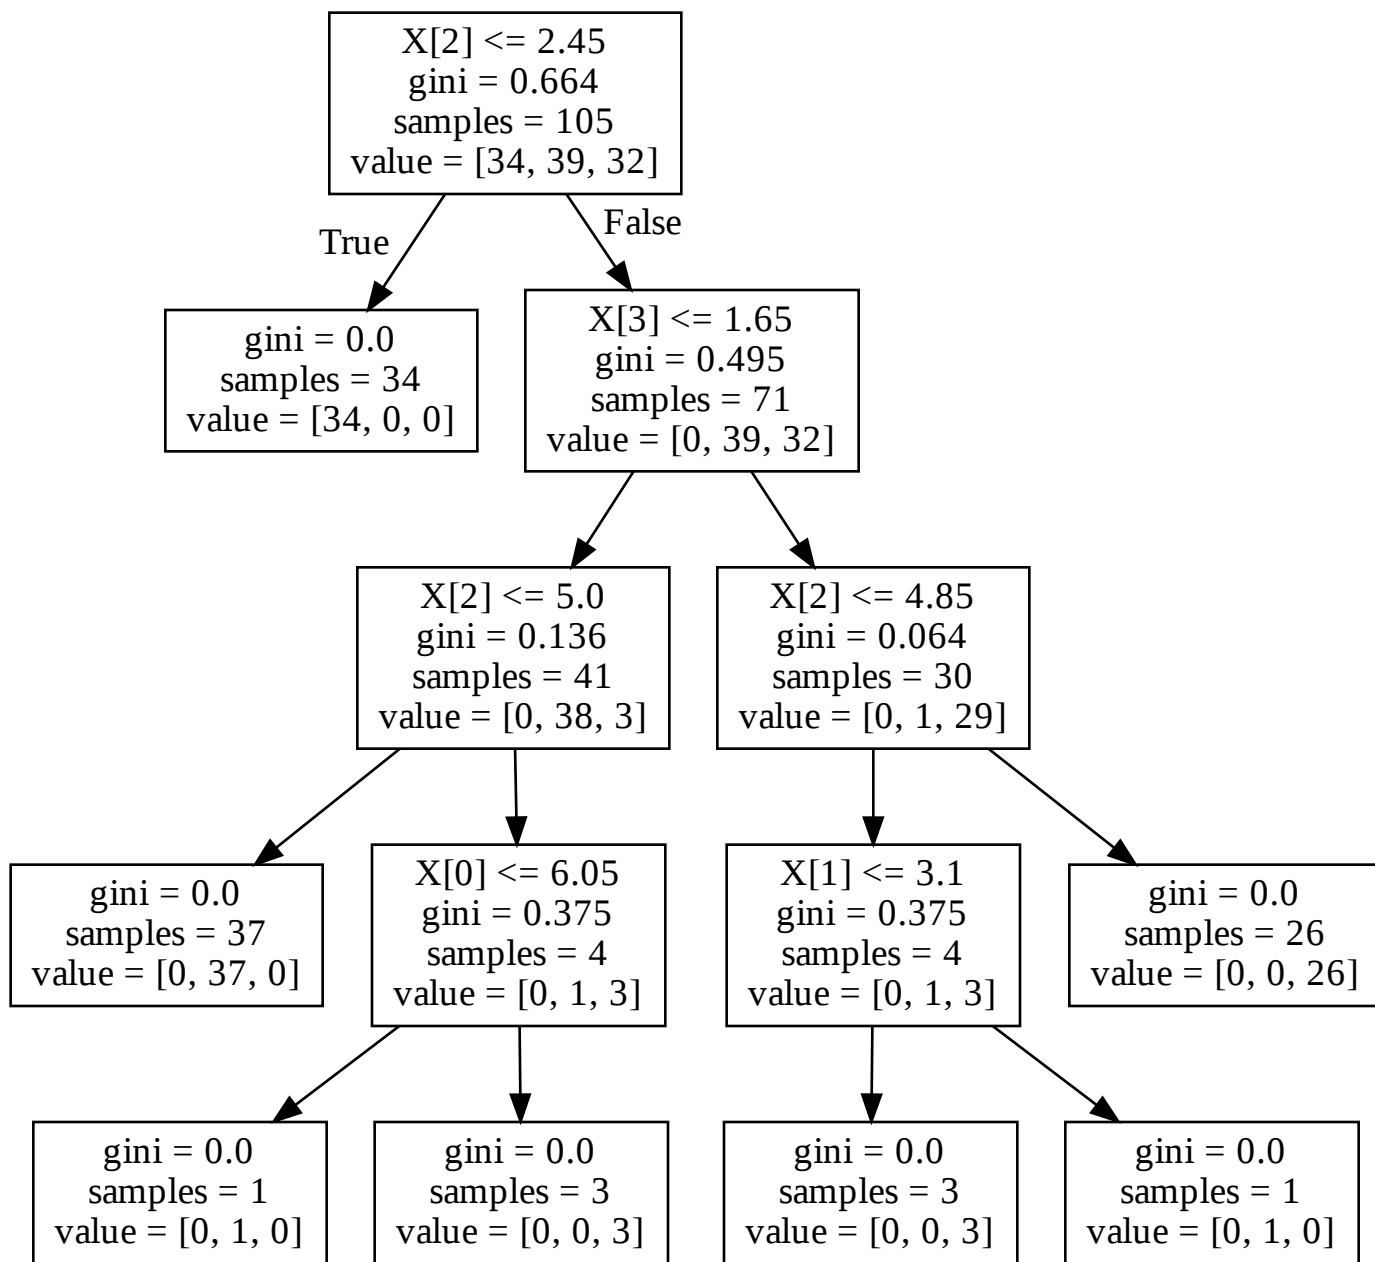 X[2] <= 2.45
gini = 0.664
samples = 105
value = [34, 39, 32]
True
False
gini = 0.0
samples = 34
value = [34, 0, 0]
X[3] <= 1.65
gini = 0.495
samples = 71
value = [0, 39, 32]
X[2] <= 5.0
gini = 0.136
samples = 41
value = [0, 38, 3]
X[2] <= 4.85
gini = 0.064
samples = 30
value = [0, 1, 29]
gini = 0.0
samples = 37
value = [0, 37, 0]
X[0] <= 6.05
gini = 0.375
samples = 4
value = [0, 1, 3]
X[1] <= 3.1
gini = 0.375
samples = 4
value = [0, 1, 3]
gini = 0.0
samples = 26
value = [0, 0, 26]
gini = 0.0
samples = 1
value = [0, 1, 0]
gini = 0.0
samples = 3
value = [0, 0, 3]
gini = 0.0
samples = 3
value = [0, 0, 3]
gini = 0.0
samples = 1
value = [0, 1, 0]